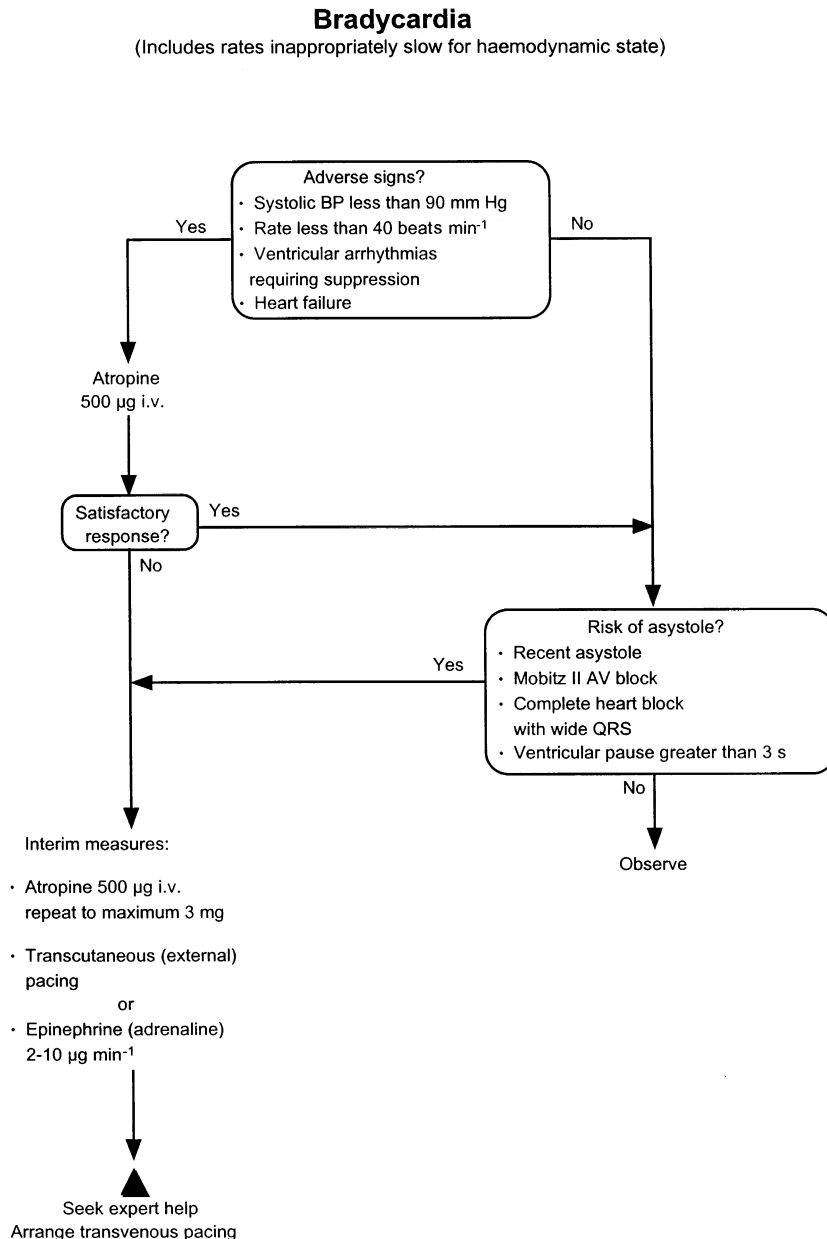 Bradycardia
(Includes rates inappropriately slow for haemodynamic state)
Adverse signs?
· Systolic BP less than 90 mm Hg
· Rate less than 40 beats min⁻¹
· Ventricular arrhythmias
requiring suppression
· Heart failure
Yes
No
Atropine
500 µg i.v.
Satisfactory
response?
Yes
No
Risk of asystole?
· Recent asystole
· Mobitz II AV block
· Complete heart block
with wide QRS
· Ventricular pause greater than 3 s
Yes
No
Observe
Interim measures:
· Atropine 500 µg i.v.
repeat to maximum 3 mg
· Transcutaneous (external)
pacing
or
· Epinephrine (adrenaline)
2-10 µg min⁻¹
Seek expert help
Arrange transvenous pacing